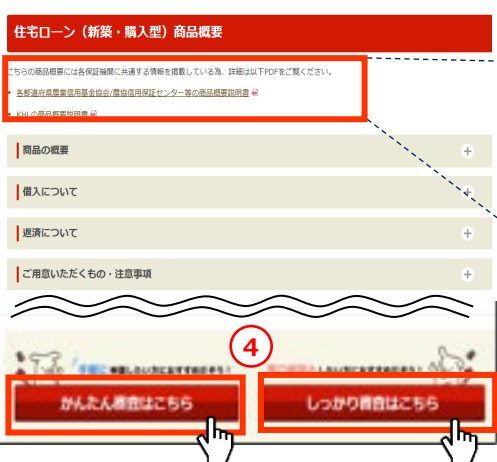 住宅ローン（新築・購入型）商品概要
こちらの商品概要には各保証機関に共通する情報を掲載している為、詳細は以下PDFをご覧ください。
• 各都道府県農業信用基金協会/農協信用保証センター等の商品概要説明書
• KHLの商品概要説明書
商品の概要 +
借入について +
返済について +
ご用意いただくもの・注意事項 +
④
かんたん審査はこちら
しっかり審査はこちら